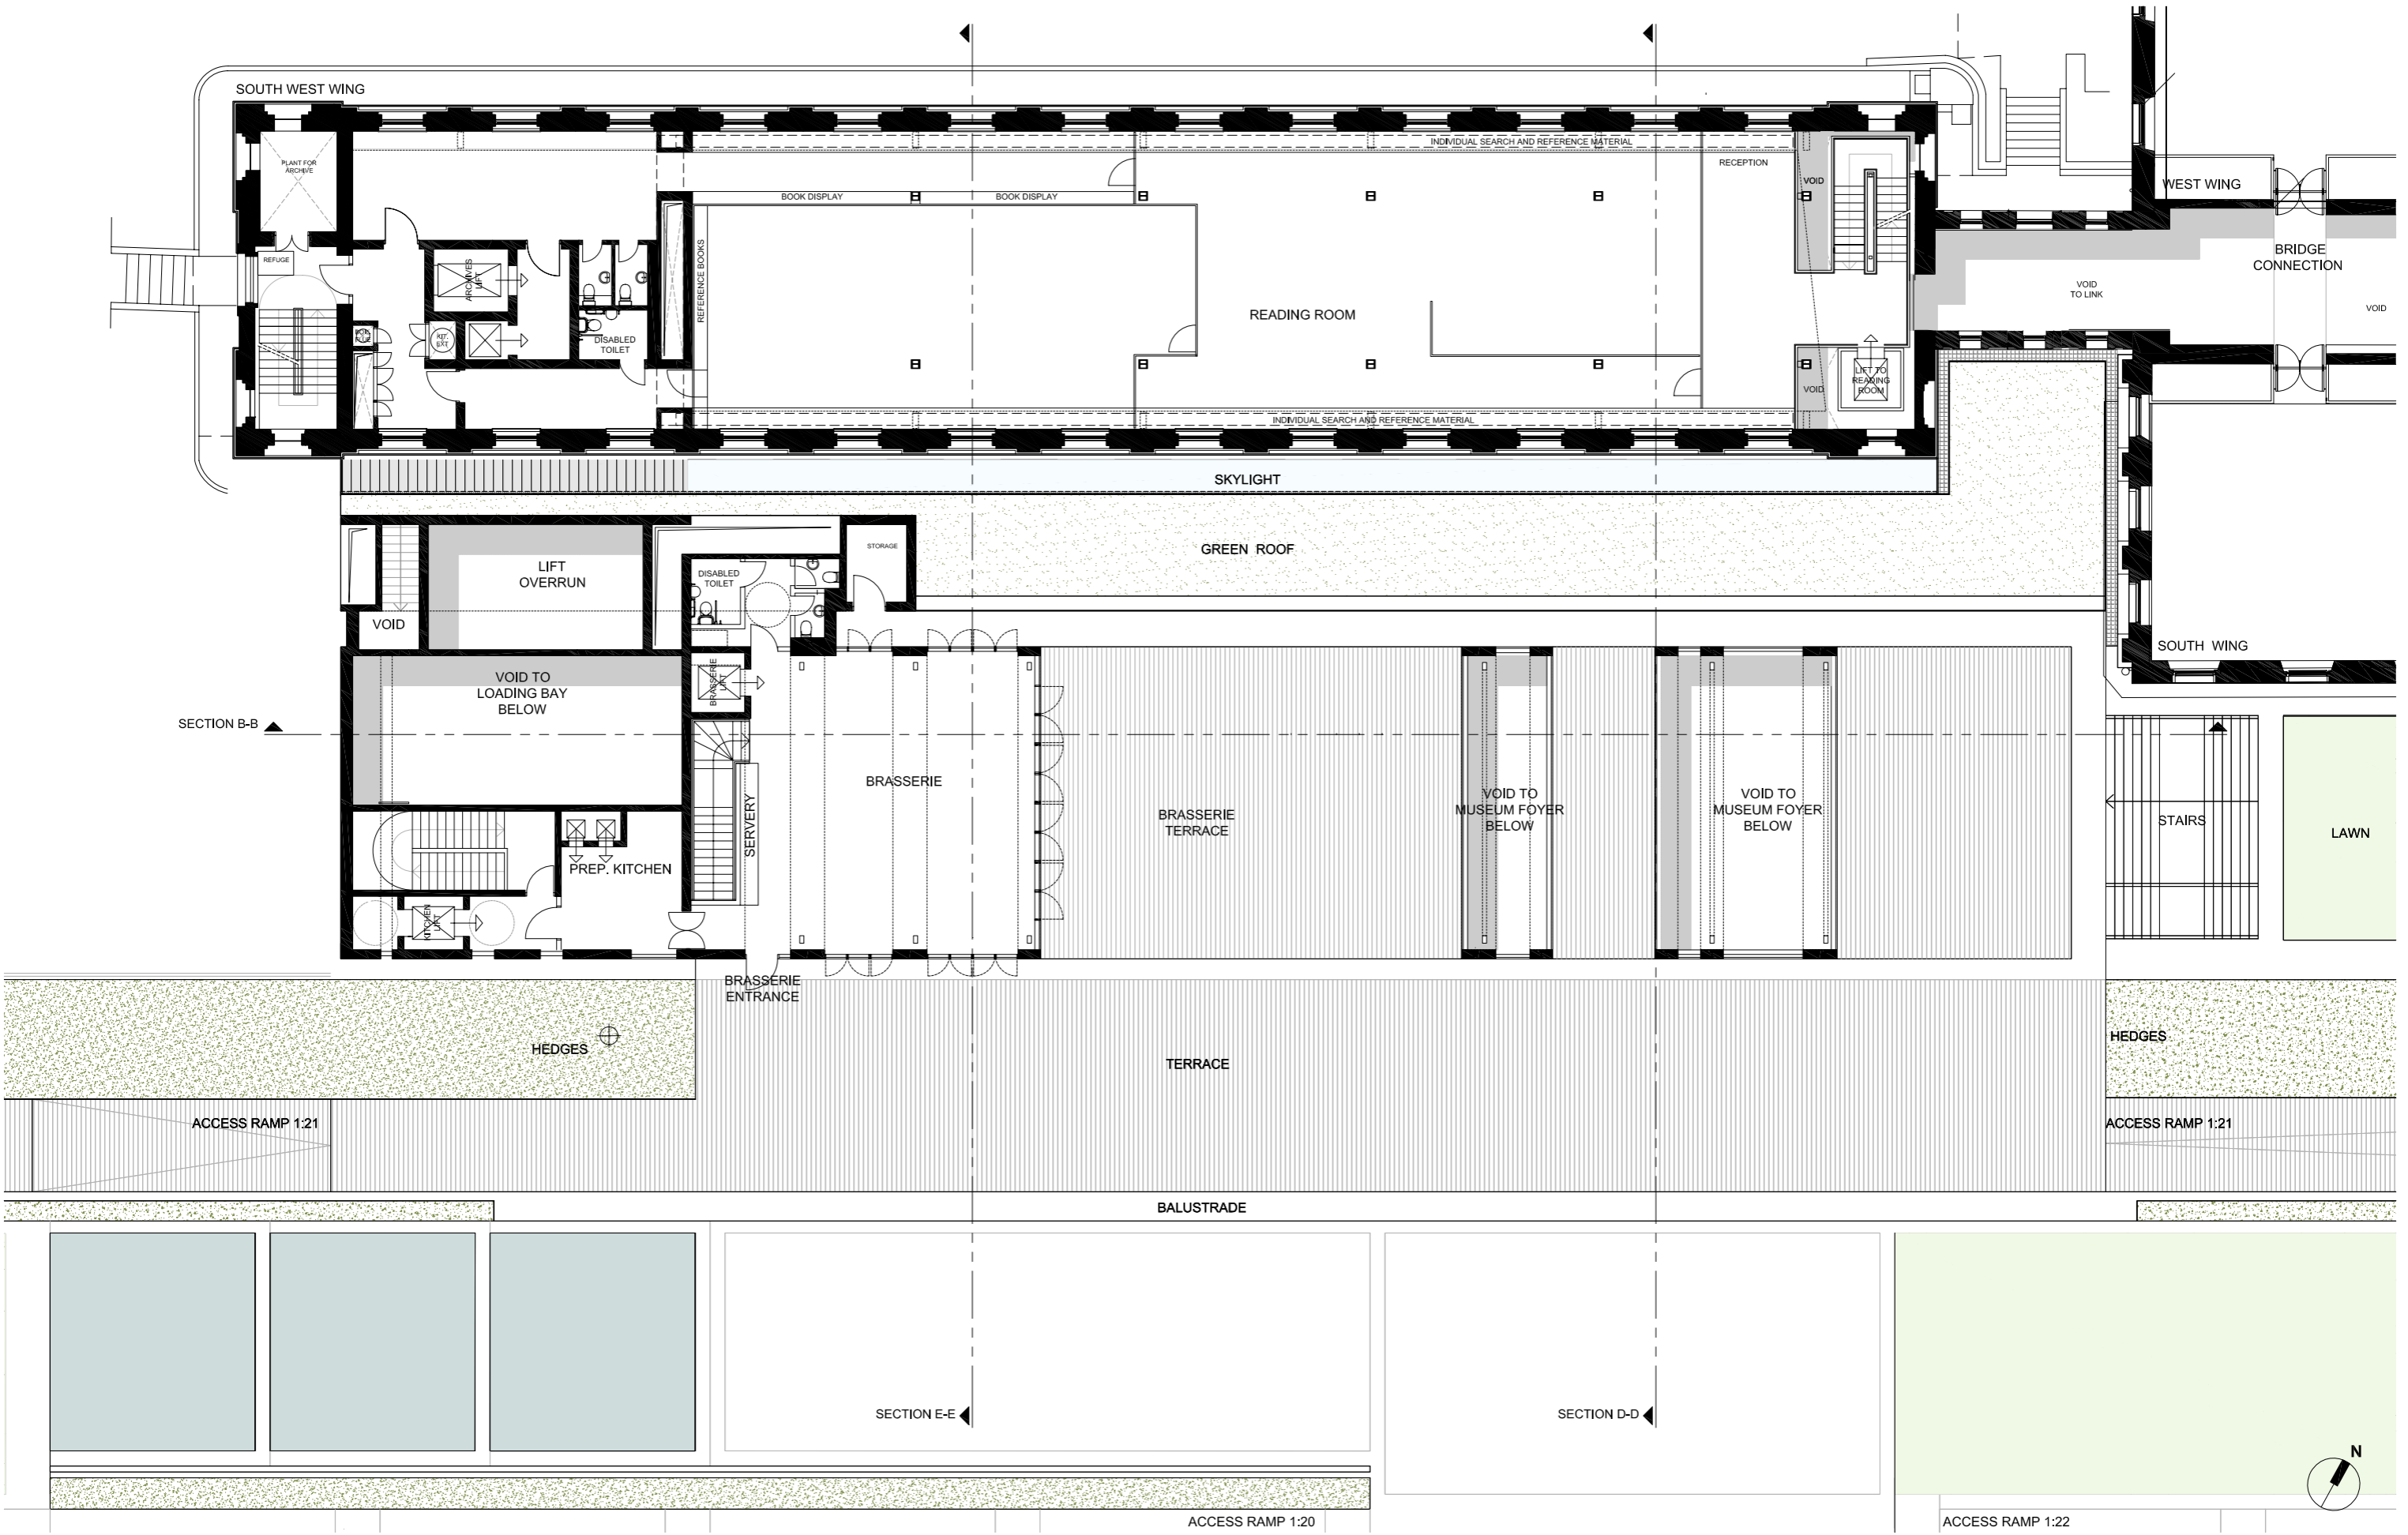 SOUTH WEST WING
PLANT FOR
ARCHIVE
INDIVIDUAL SEARCH AND REFERENCE MATERIAL
RECEPTION
VOID
WEST WING
BOOK DISPLAY
BOOK DISPLAY
REFUGE
ARCHIVES
LIFT
REFERENCE BOOKS
BRIDGE
CONNECTION
VOID
TO LINK
VOID
READING ROOM
KIT.
EXT
DISABLED
TOILET
LIFT TO
READING
ROOM
VOID
INDIVIDUAL SEARCH AND REFERENCE MATERIAL
SKYLIGHT
GREEN ROOF
STORAGE
LIFT
OVERRUN
DISABLED
TOILET
VOID
SOUTH WING
BRASSERIE
LIFT
VOID TO
LOADING BAY
BELOW
SECTION B-B
BRASSERIE
SERVERY
BRASSERIE
TERRACE
VOID TO
MUSEUM FOYER
BELOW
VOID TO
MUSEUM FOYER
BELOW
STAIRS
LAWN
PREP. KITCHEN
KITCHEN
LIFT
BRASSERIE
ENTRANCE
HEDGES
HEDGES
TERRACE
ACCESS RAMP 1:21
ACCESS RAMP 1:21
BALUSTRADE
SECTION E-E
SECTION D-D
N
ACCESS RAMP 1:20
ACCESS RAMP 1:22